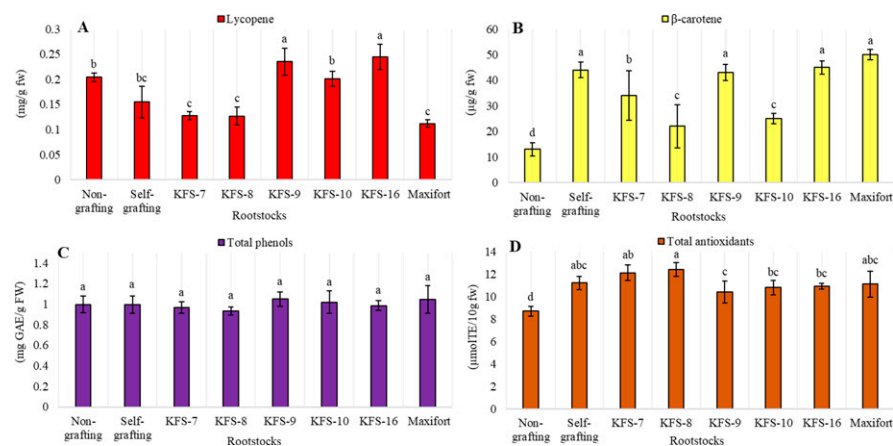 A
Lycopene
0.3
0.25
0.2
0.15
0.1
0.05
0
(mg/g fw)
b
bc
c
c
a
b
a
c
Non-grafting
Self-grafting
KFS-7
KFS-8
KFS-9
KFS-10
KFS-16
Maxifort
Rootstocks
B
β-carotene
60
50
40
30
20
10
0
(µg/g fw)
d
a
b
c
a
c
a
a
Non-grafting
Self-grafting
KFS-7
KFS-8
KFS-9
KFS-10
KFS-16
Maxifort
Rootstocks
C
Total phenols
1.4
1.2
1
0.8
0.6
0.4
0.2
0
(mg GAE/g FW)
a
a
a
a
a
a
a
a
Non-grafting
Self-grafting
KFS-7
KFS-8
KFS-9
KFS-10
KFS-16
Maxifort
Rootstocks
D
Total antioxidants
14
12
10
8
6
4
2
0
(µmolTE/10g fw)
d
abc
ab
a
c
bc
bc
abc
Non-grafting
Self-grafting
KFS-7
KFS-8
KFS-9
KFS-10
KFS-16
Maxifort
Rootstocks